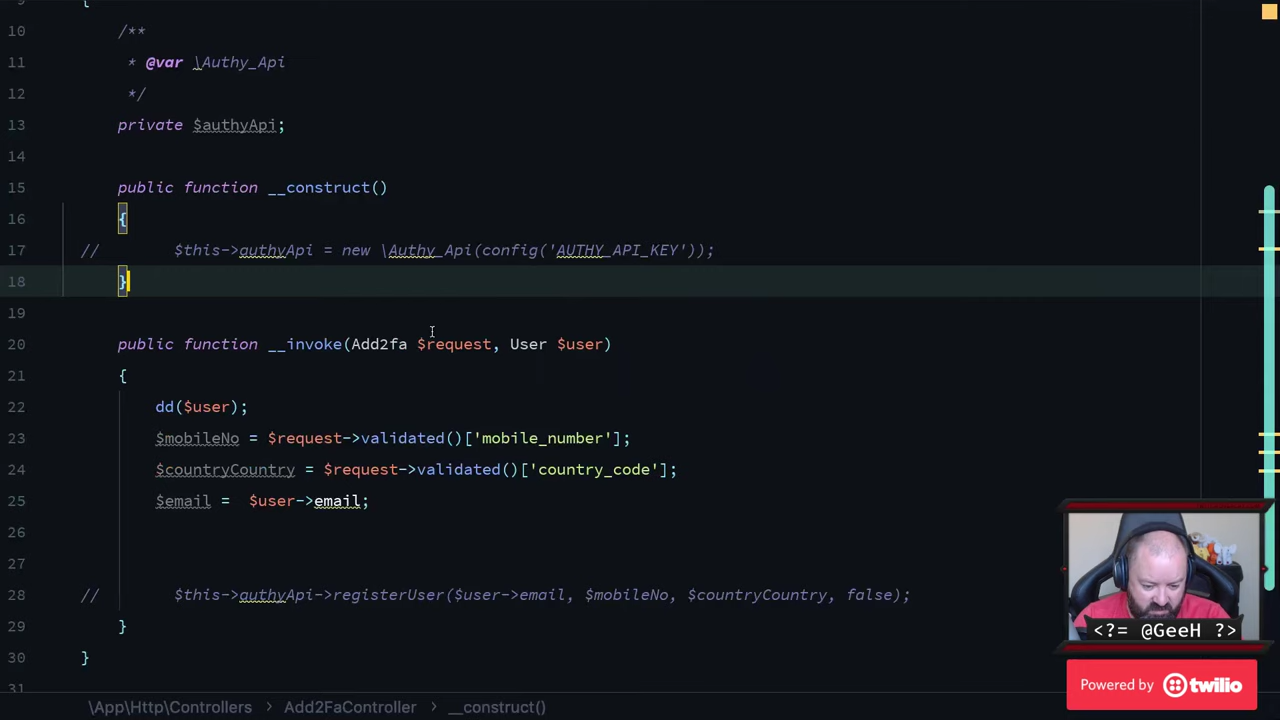 9 {
10 /**
11 * @var \Authy_Api
12 */
13 private $authyApi;
14
15 public function __construct()
16 {
17 // $this->authyApi = new \Authy_Api(config('AUTHY_API_KEY'));
18 }
19
20 public function __invoke(Add2fa $request, User $user)
21 {
22 dd($user);
23 $mobileNo = $request->validated()['mobile_number'];
24 $countryCountry = $request->validated()['country_code'];
25 $email =  $user->email;
26
27
28 // $this->authyApi->registerUser($user->email, $mobileNo, $countryCountry, false);
29 }
30 }
31
<?= @GeeH ?>
Powered by twilio
\App\Http\Controllers > Add2FaController > __construct()